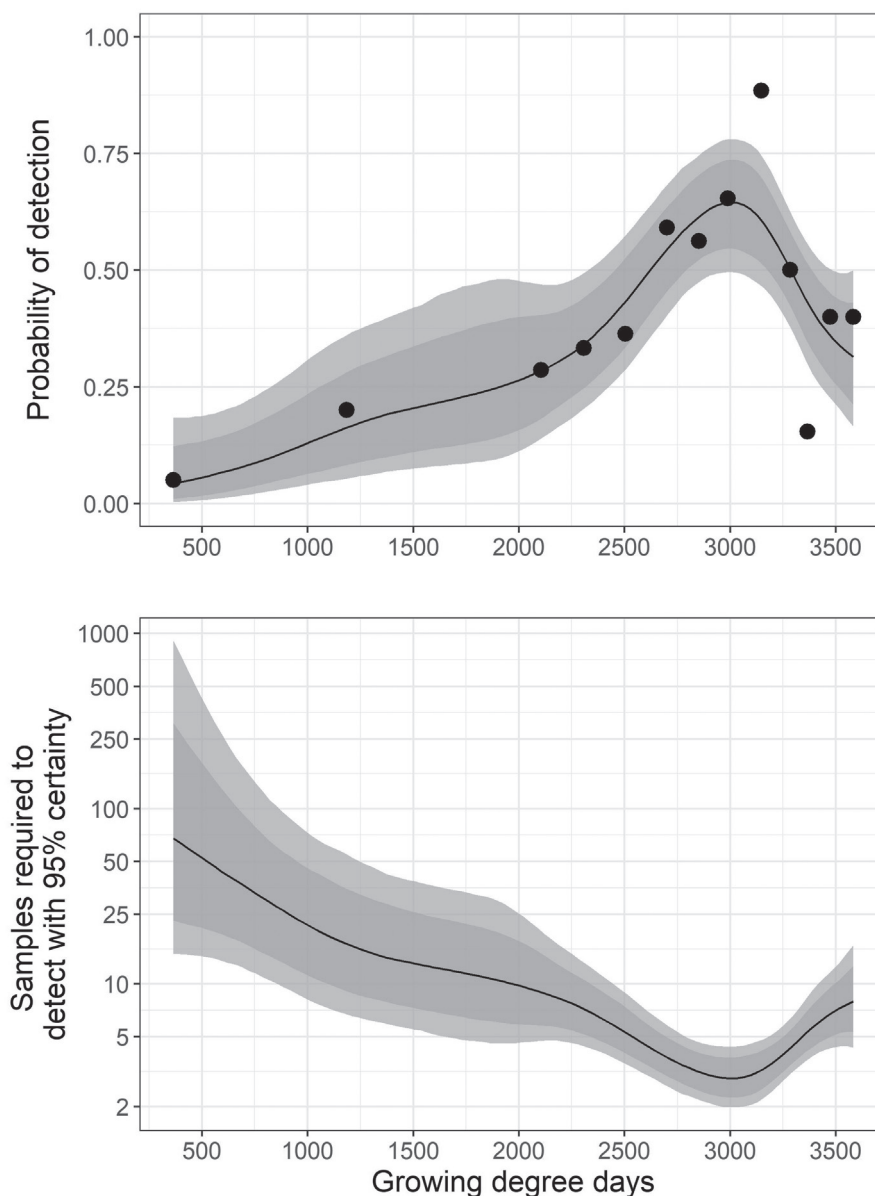 Probability of detection
1.00
0.75
0.50
0.25
0.00
500 1000 1500 2000 2500 3000 3500
Samples required to
detect with 95% certainty
1000
500
250
100
50
25
10
5
2
500 1000 1500 2000 2500 3000 3500
Growing degree days